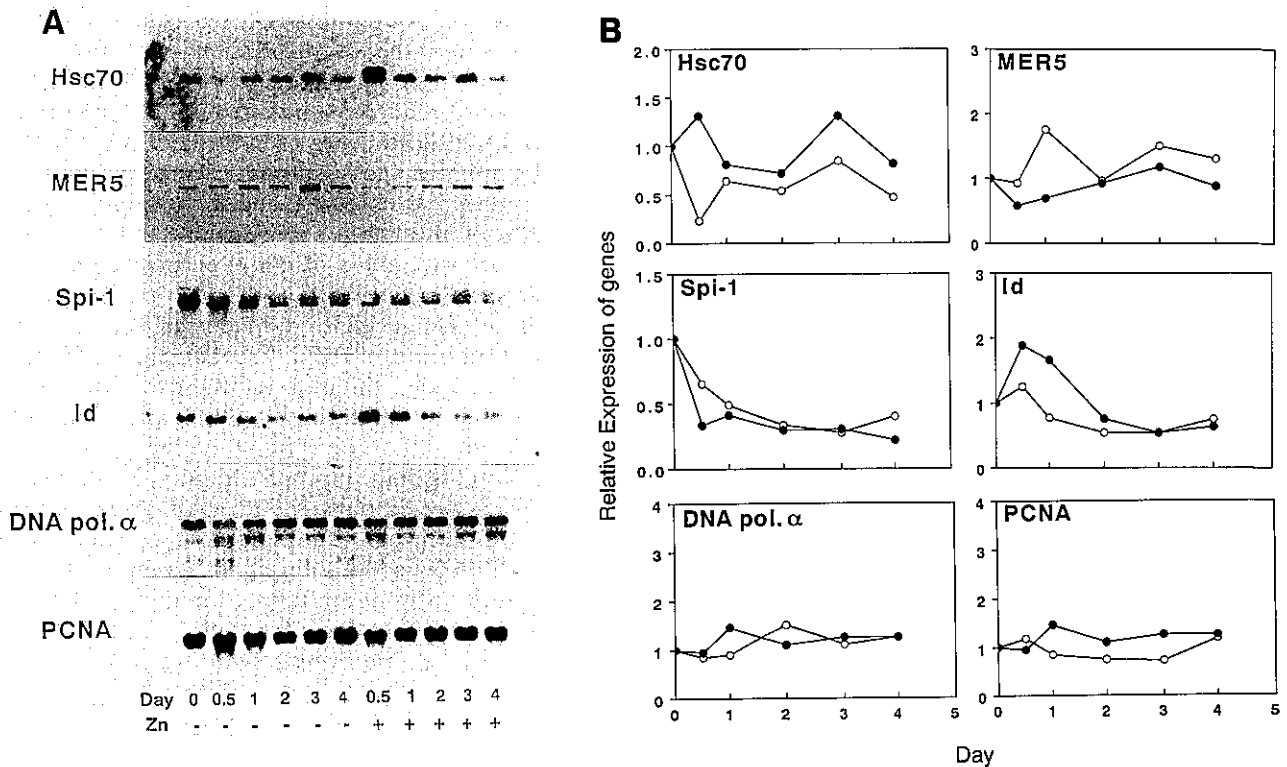 A
Hsc70
MER5
Spi-1
Id
DNA pol. α
PCNA
Day 0 0.5 1 2 3 4 0.5 1 2 3 4
Zn - - - - - - + + + + +
B
Relative Expression of genes
Hsc70
2.0
1.5
1.0
0.5
0.0
MER5
3
2
1
0
Spi-1
1.5
1.0
0.5
0.0
Id
3
2
1
0
DNA pol. α
4
3
2
1
0
0 1 2 3 4 5
PCNA
4
3
2
1
0
0 1 2 3 4 5
Day